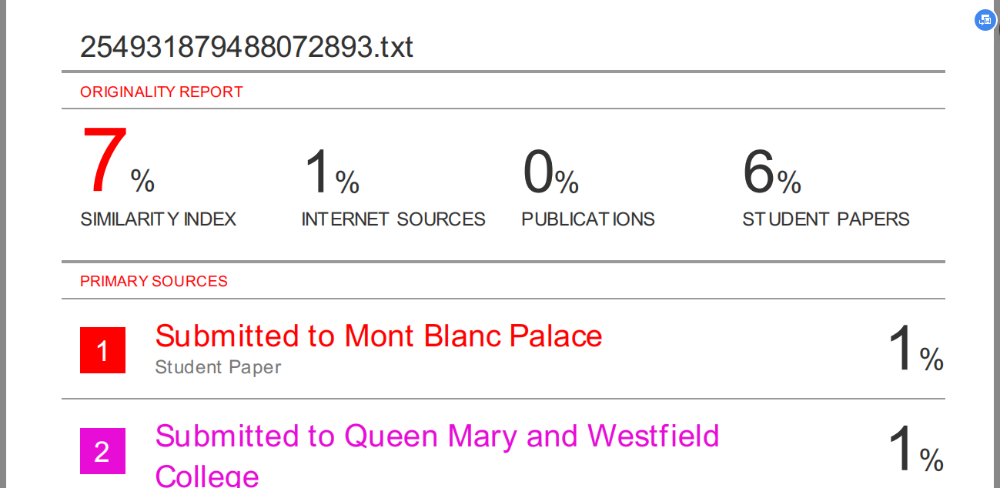 254931879488072893.txt
ORIGINALITY REPORT
7%
1%
0%
6%
SIMILARITY INDEX
INTERNET SOURCES
PUBLICATIONS
STUDENT PAPERS
PRIMARY SOURCES
1
Submitted to Mont Blanc Palace
Student Paper
1%
2
Submitted to Queen Mary and Westfield
College
1%